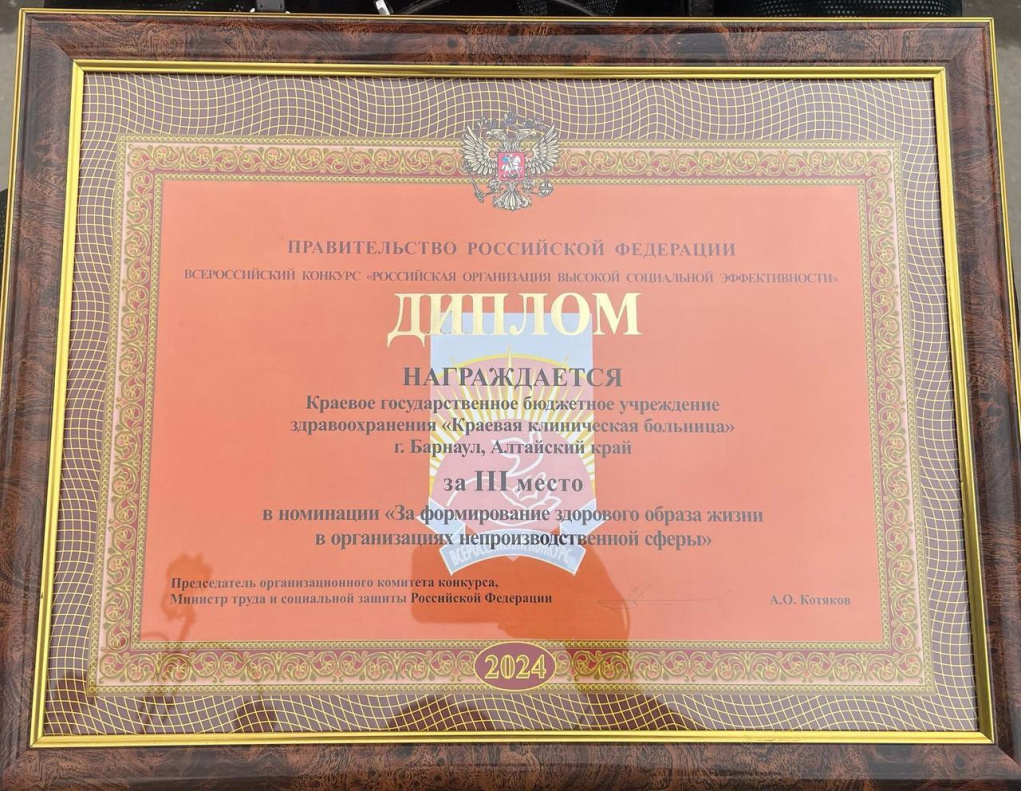 ПРАВИТЕЛЬСТВО РОССИЙСКОЙ ФЕДЕРАЦИИ
ВСЕРОССИЙСКИЙ КОНКУРС «РОССИЙСКАЯ ОРГАНИЗАЦИЯ ВЫСОКОЙ СОЦИАЛЬНОЙ ЭФФЕКТИВНОСТИ»
ДИПЛОМ
НАГРАЖДАЕТСЯ
Краевое государственное бюджетное учреждение
здравоохранения «Краевая клиническая больница»
г. Барнаул, Алтайский край
за III место
в номинации «За формирование здорового образа жизни
в организациях непроизводственной сферы»
ВСЕРОССИЙСКИЙ КОНКУРС
Председатель организационного комитета конкурса,
Министр труда и социальной защиты Российской Федерации
А.О. Котяков
2024